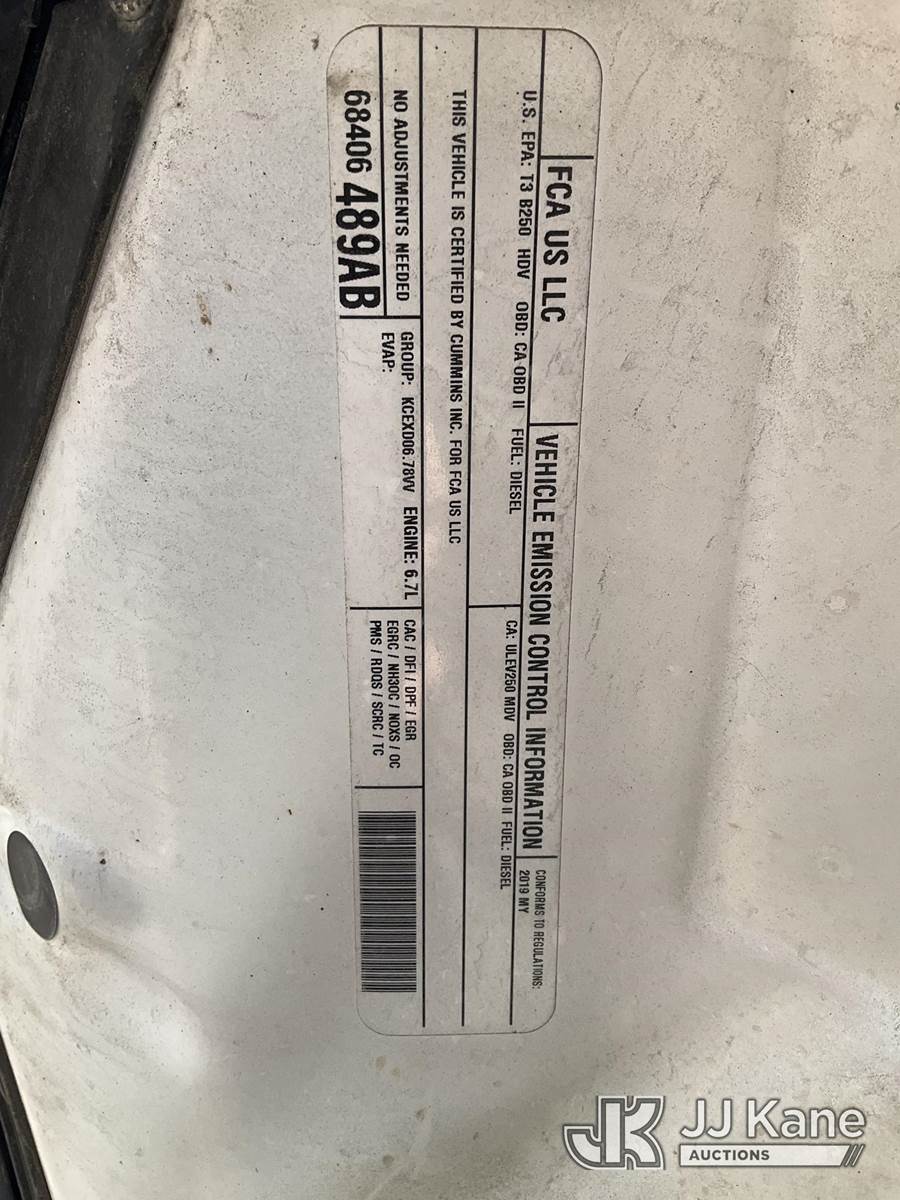 FCA US LLC
VEHICLE EMISSION CONTROL INFORMATION
CONFORMS TO REGULATIONS:
2019 MY
U.S. EPA: T3 B250 HDV OBD: CA OBD II FUEL: DIESEL
CA: ULEV250 MDV OBD: CA OBD II FUEL: DIESEL
THIS VEHICLE IS CERTIFIED BY CUMMINS INC. FOR FCA US LLC
NO ADJUSTMENTS NEEDED
68406 489AB
GROUP: KCEXD06.78VV ENGINE: 6.7L
EVAP:
CAC / DFI / DPF / EGR
EGRC / NH3OC / NOXS / OC
PMS / RDQS / SCRC / TC
JK JJ Kane
AUCTIONS